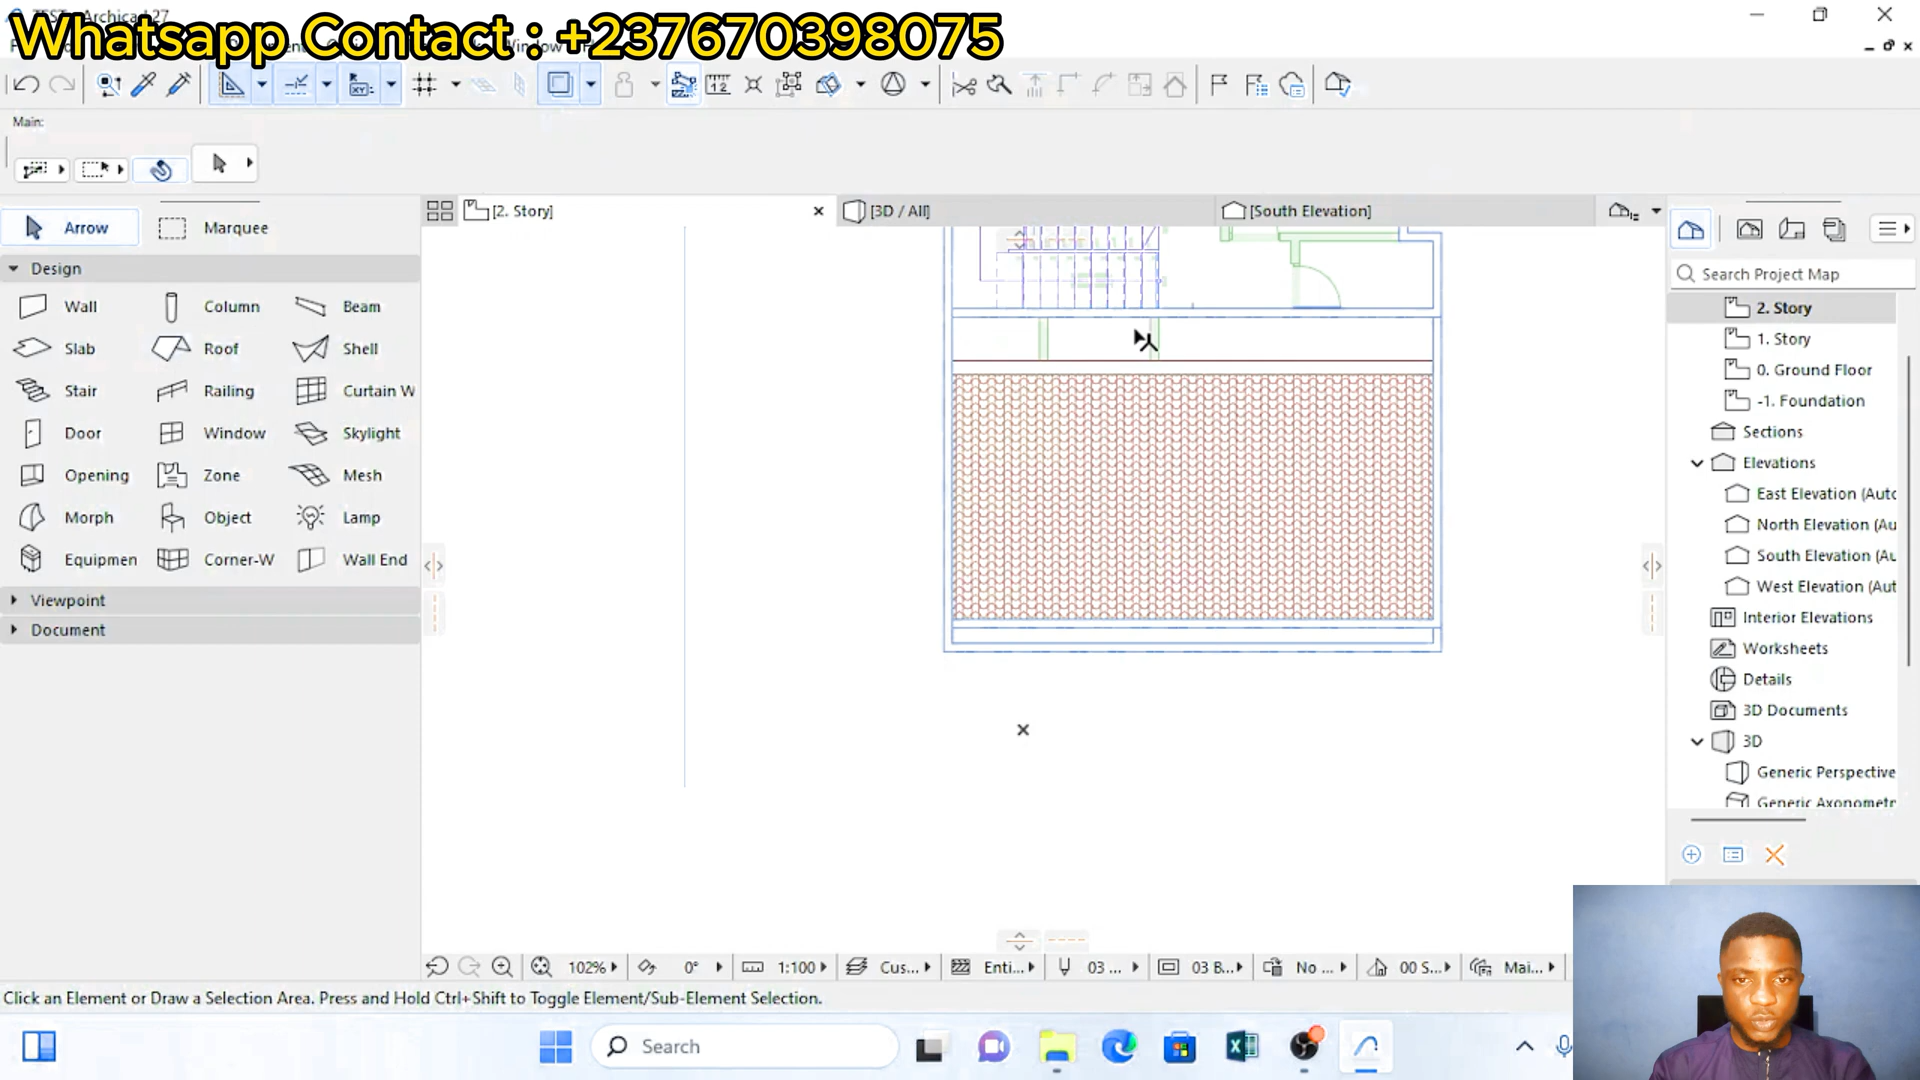 Whatsapp Contact : +237670398075
Main:
[2. Story]
[3D / All]
[South Elevation]
Arrow
Marquee
Design
Wall
Column
Beam
Slab
Roof
Shell
Stair
Railing
Curtain W
Door
Window
Skylight
Opening
Zone
Mesh
Morph
Object
Lamp
Equipmen
Corner-W
Wall End
Viewpoint
Document
Search Project Map
2. Story
1. Story
0. Ground Floor
-1. Foundation
Sections
Elevations
East Elevation (Autc
North Elevation (Au
South Elevation (Au
West Elevation (Aut
Interior Elevations
Worksheets
Details
3D Documents
3D
Generic Perspective
Generic Axonometr
102%
0°
1:100
Cus...
Enti...
03 ...
03 B...
No ...
00 S...
Mai...
Click an Element or Draw a Selection Area. Press and Hold Ctrl+Shift to Toggle Element/Sub-Element Selection.
Search